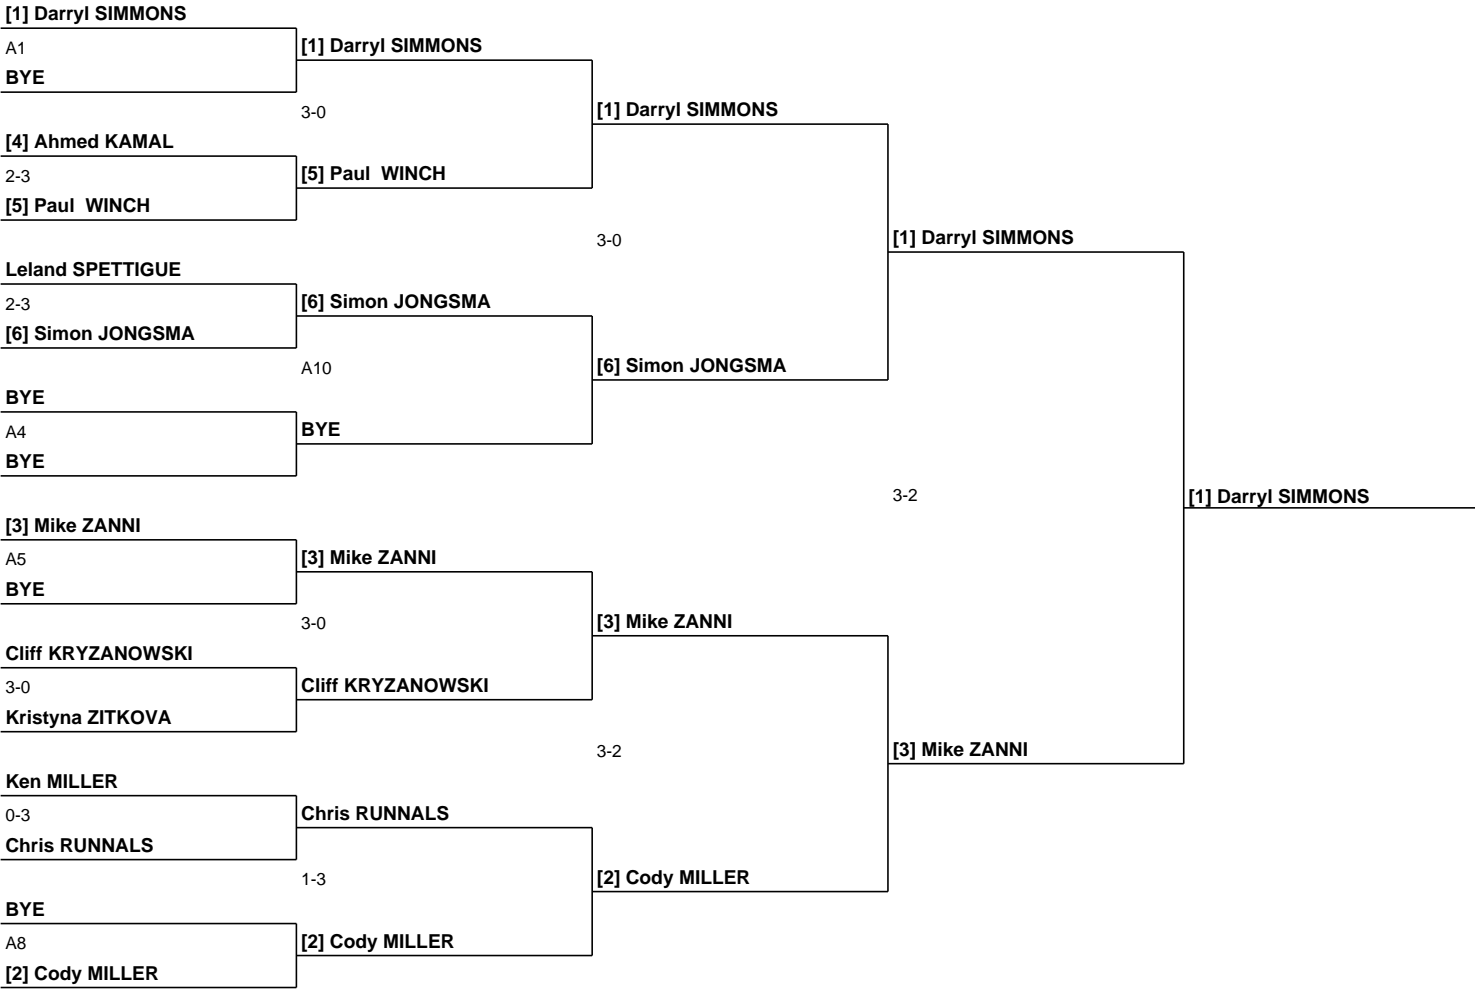 [1] Darryl SIMMONS
A1
BYE
[4] Ahmed KAMAL
2-3
[5] Paul  WINCH
Leland SPETTIGUE
2-3
[6] Simon JONGSMA
BYE
A4
BYE
[3] Mike ZANNI
A5
BYE
Cliff KRYZANOWSKI
3-0
Kristyna ZITKOVA
Ken MILLER
0-3
Chris RUNNALS
BYE
A8
[2] Cody MILLER
[1] Darryl SIMMONS
3-0
[5] Paul  WINCH
[6] Simon JONGSMA
A10
BYE
[3] Mike ZANNI
3-0
Cliff KRYZANOWSKI
Chris RUNNALS
1-3
[2] Cody MILLER
[1] Darryl SIMMONS
3-0
[6] Simon JONGSMA
[3] Mike ZANNI
3-2
[2] Cody MILLER
[1] Darryl SIMMONS
3-2
[3] Mike ZANNI
[1] Darryl SIMMONS